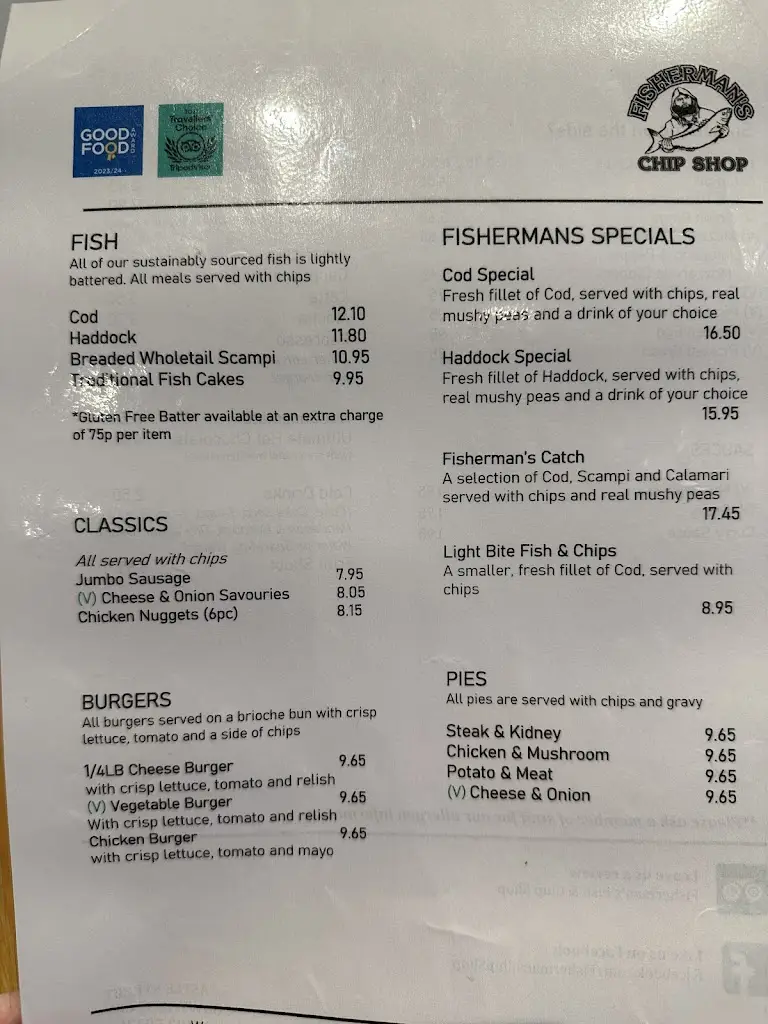 GOOD
FOOD
AWARD
2023/24
Travellers'
Choice
Tripadvisor
FISHERMAN'S
CHIP SHOP
FISH
All of our sustainably sourced fish is lightly
battered. All meals served with chips
Cod 12.10
Haddock 11.80
Breaded Wholetail Scampi 10.95
Traditional Fish Cakes 9.95
*Gluten Free Batter available at an extra charge
of 75p per item
CLASSICS
All served with chips
Jumbo Sausage 7.95
(V) Cheese & Onion Savouries 8.05
Chicken Nuggets (6pc) 8.15
BURGERS
All burgers served on a brioche bun with crisp
lettuce, tomato and a side of chips
1/4LB Cheese Burger 9.65
with crisp lettuce, tomato and relish
(V) Vegetable Burger 9.65
With crisp lettuce, tomato and relish
Chicken Burger 9.65
with crisp lettuce, tomato and mayo
FISHERMANS SPECIALS
Cod Special
Fresh fillet of Cod, served with chips, real
mushy peas and a drink of your choice
16.50
Haddock Special
Fresh fillet of Haddock, served with chips,
real mushy peas and a drink of your choice
15.95
Fisherman's Catch
A selection of Cod, Scampi and Calamari
served with chips and real mushy peas
17.45
Light Bite Fish & Chips
A smaller, fresh fillet of Cod, served with
chips
8.95
PIES
All pies are served with chips and gravy
Steak & Kidney 9.65
Chicken & Mushroom 9.65
Potato & Meat 9.65
(V) Cheese & Onion 9.65